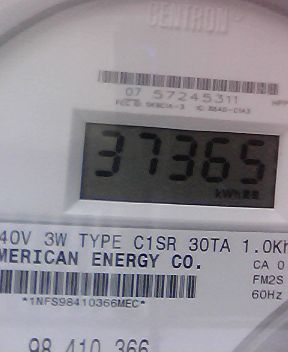 CENTRON
07 57245311
37365
kWh
40V 3W TYPE C1SR 30TA 1.0Kh
MERICAN ENERGY CO.
CA 0
FM2S
60Hz
*1NFS98410366MEC*
98 410 366